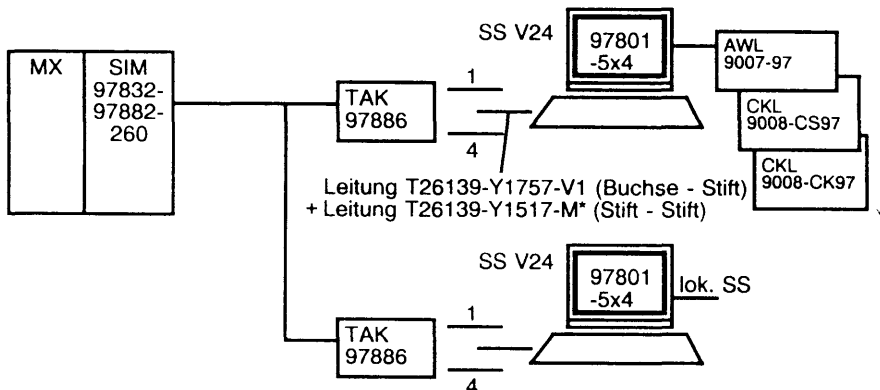 MX
SIM
97832-
97882-
260
TAK
97886
1
4
SS V24
97801
-5x4
AWL
9007-97
CKL
9008-CS97
CKL
9008-CK97
Leitung T26139-Y1757-V1 (Buchse - Stift)
+ Leitung T26139-Y1517-M* (Stift - Stift)
SS V24
97801
-5x4
lok. SS
TAK
97886
1
4